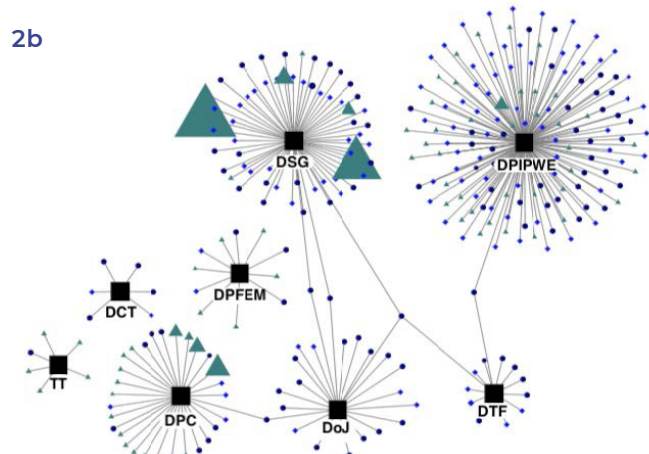 2b
DSG
DPIPWE
DPFEM
DCT
TT
DPC
DoJ
DTF